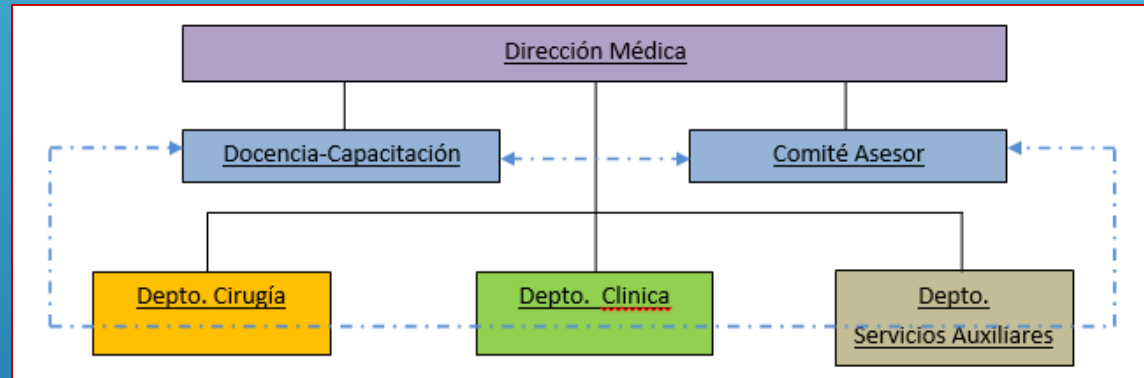 Dirección Médica
Docencia-Capacitación
Comité Asesor
Depto. Cirugía
Depto. Clinica
Depto.
Servicios Auxiliares